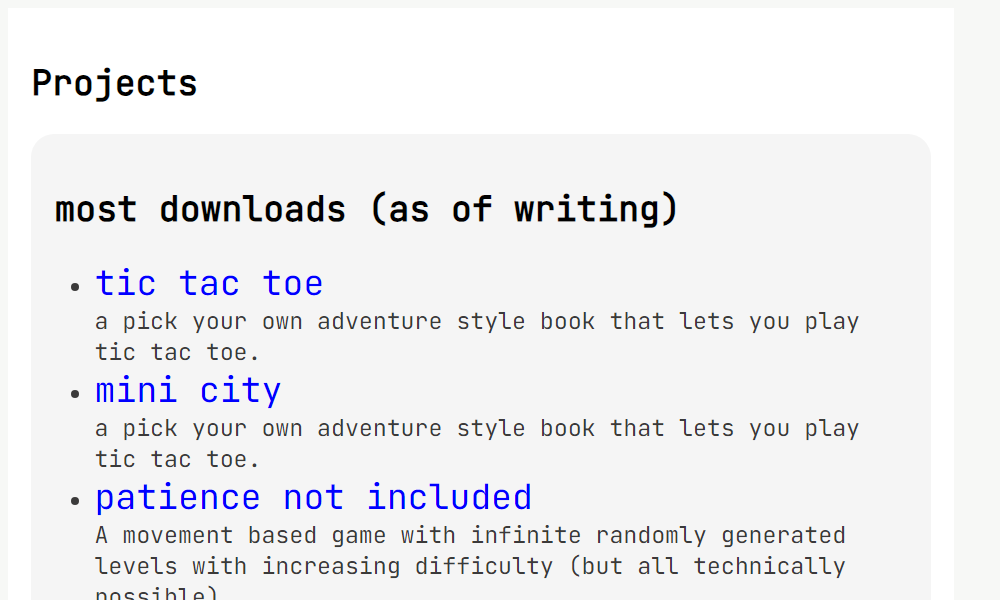 Projects
most downloads (as of writing)
tic tac toe
a pick your own adventure style book that lets you play
tic tac toe.
mini city
a pick your own adventure style book that lets you play
tic tac toe.
patience not included
A movement based game with infinite randomly generated
levels with increasing difficulty (but all technically
possible)